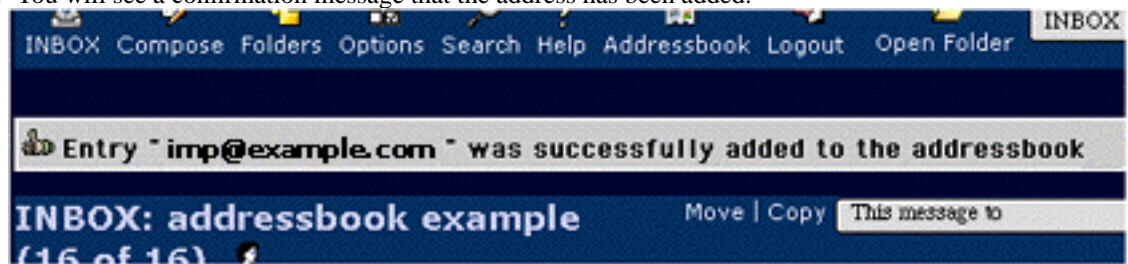 You will see a confirmation message that the address has been added.
INBOX
INBOX Compose Folders Options Search Help Addressbook Logout Open Folder
Entry "imp@example.com" was successfully added to the addressbook
INBOX: addressbook example Move | Copy This message to
(16 of 16)